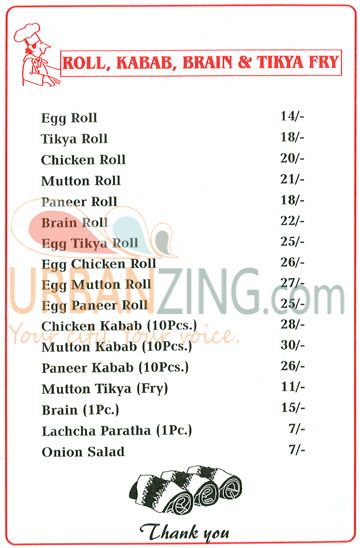 ROLL, KABAB, BRAIN & TIKYA FRY
Egg Roll 14/-
Tikya Roll 18/-
Chicken Roll 20/-
Mutton Roll 21/-
Paneer Roll 18/-
Brain Roll 22/-
Egg Tikya Roll 25/-
Egg Chicken Roll 26/-
Egg Mutton Roll 27/-
Egg Paneer Roll 25/-
URBANZING.com
Your city. Your voice.
Chicken Kabab (10Pcs.) 28/-
Mutton Kabab (10Pcs.) 30/-
Paneer Kabab (10Pcs.) 26/-
Mutton Tikya (Fry) 11/-
Brain (1Pc.) 15/-
Lachcha Paratha (1Pc.) 7/-
Onion Salad 7/-
Thank you